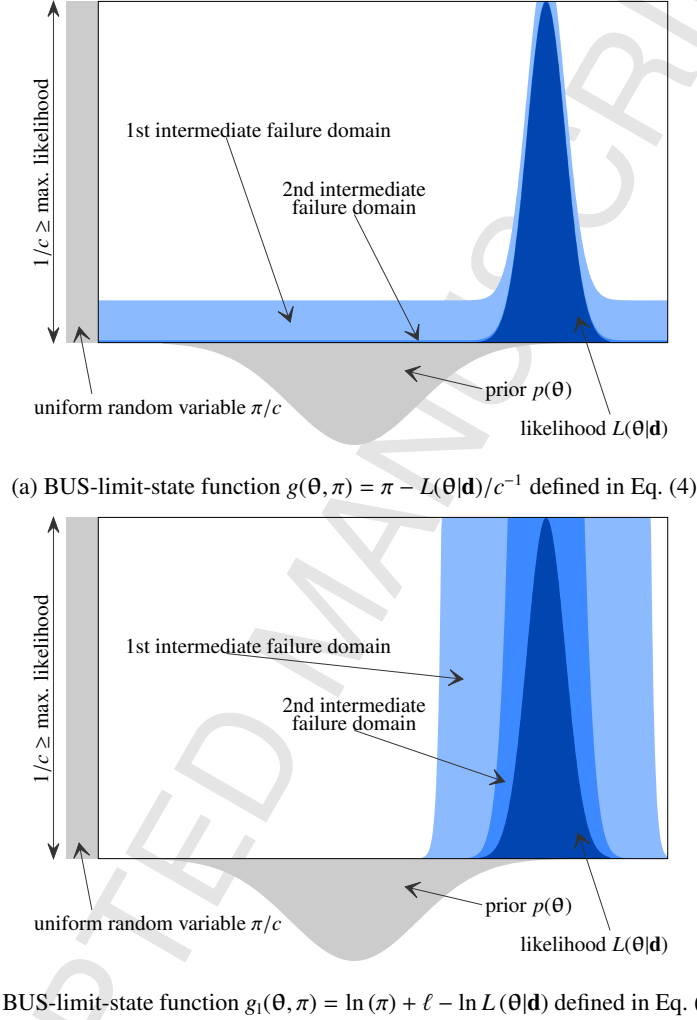 1/c ≥ max. likelihood
1st intermediate failure domain
2nd intermediate
failure domain
prior p(θ)
uniform random variable π/c
likelihood L(θ|d)
(a) BUS-limit-state function g(θ, π) = π − L(θ|d)/c⁻¹ defined in Eq. (4)
1/c ≥ max. likelihood
1st intermediate failure domain
2nd intermediate
failure domain
prior p(θ)
uniform random variable π/c
likelihood L(θ|d)
BUS-limit-state function gₗ(θ, π) = ln (π) + ℓ − ln L (θ|d) defined in Eq. (